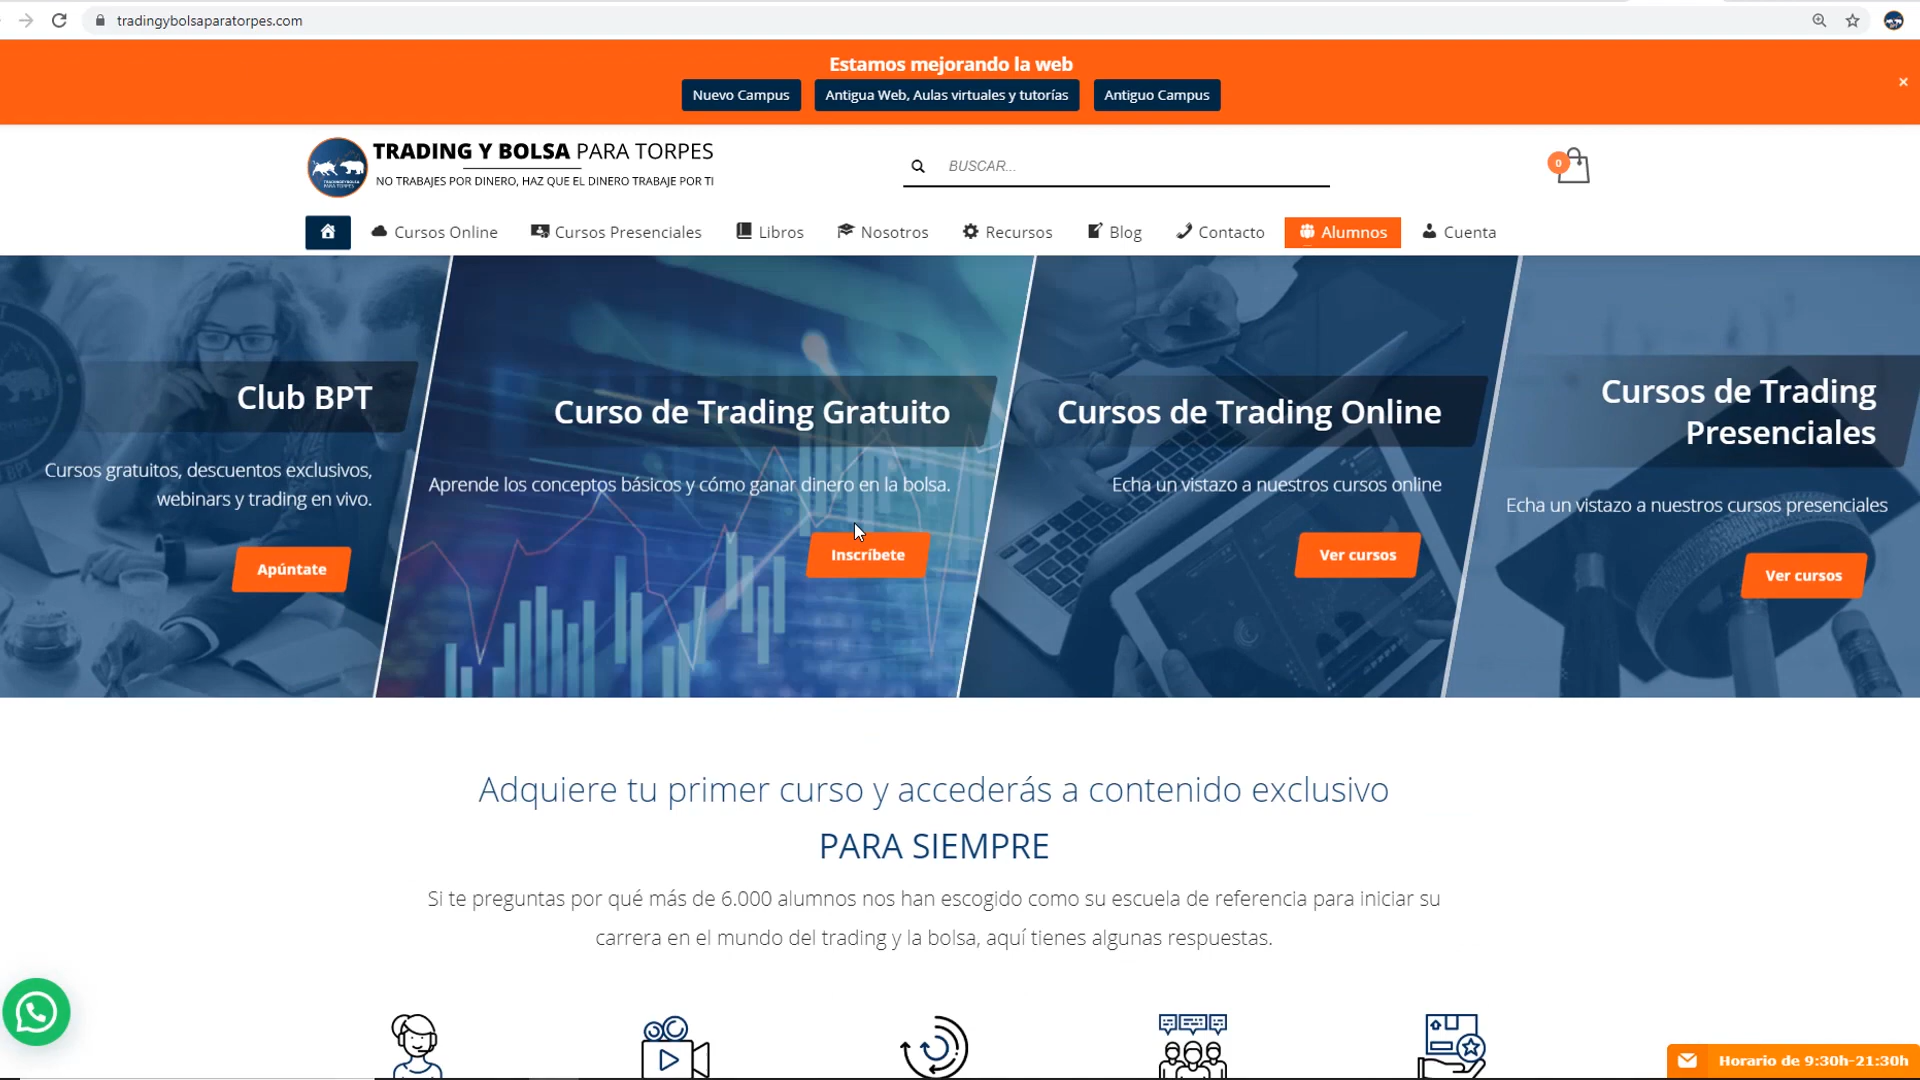 tradingybolsaparatorpes.com
Estamos mejorando la web
Nuevo Campus
Antigua Web, Aulas virtuales y tutorías
Antiguo Campus
TRADING Y BOLSA PARA TORPES
NO TRABAJES POR DINERO, HAZ QUE EL DINERO TRABAJE POR TI
BUSCAR...
0
Cursos Online
Cursos Presenciales
Libros
Nosotros
Recursos
Blog
Contacto
Alumnos
Cuenta
Club BPT
Cursos gratuitos, descuentos exclusivos,
webinars y trading en vivo.
Apúntate
Curso de Trading Gratuito
Aprende los conceptos básicos y cómo ganar dinero en la bolsa.
Inscríbete
Cursos de Trading Online
Echa un vistazo a nuestros cursos online
Ver cursos
Cursos de Trading
Presenciales
Echa un vistazo a nuestros cursos presenciales
Ver cursos
Adquiere tu primer curso y accederás a contenido exclusivo
PARA SIEMPRE
Si te preguntas por qué más de 6.000 alumnos nos han escogido como su escuela de referencia para iniciar su
carrera en el mundo del trading y la bolsa, aquí tienes algunas respuestas.
Horario de 9:30h-21:30h